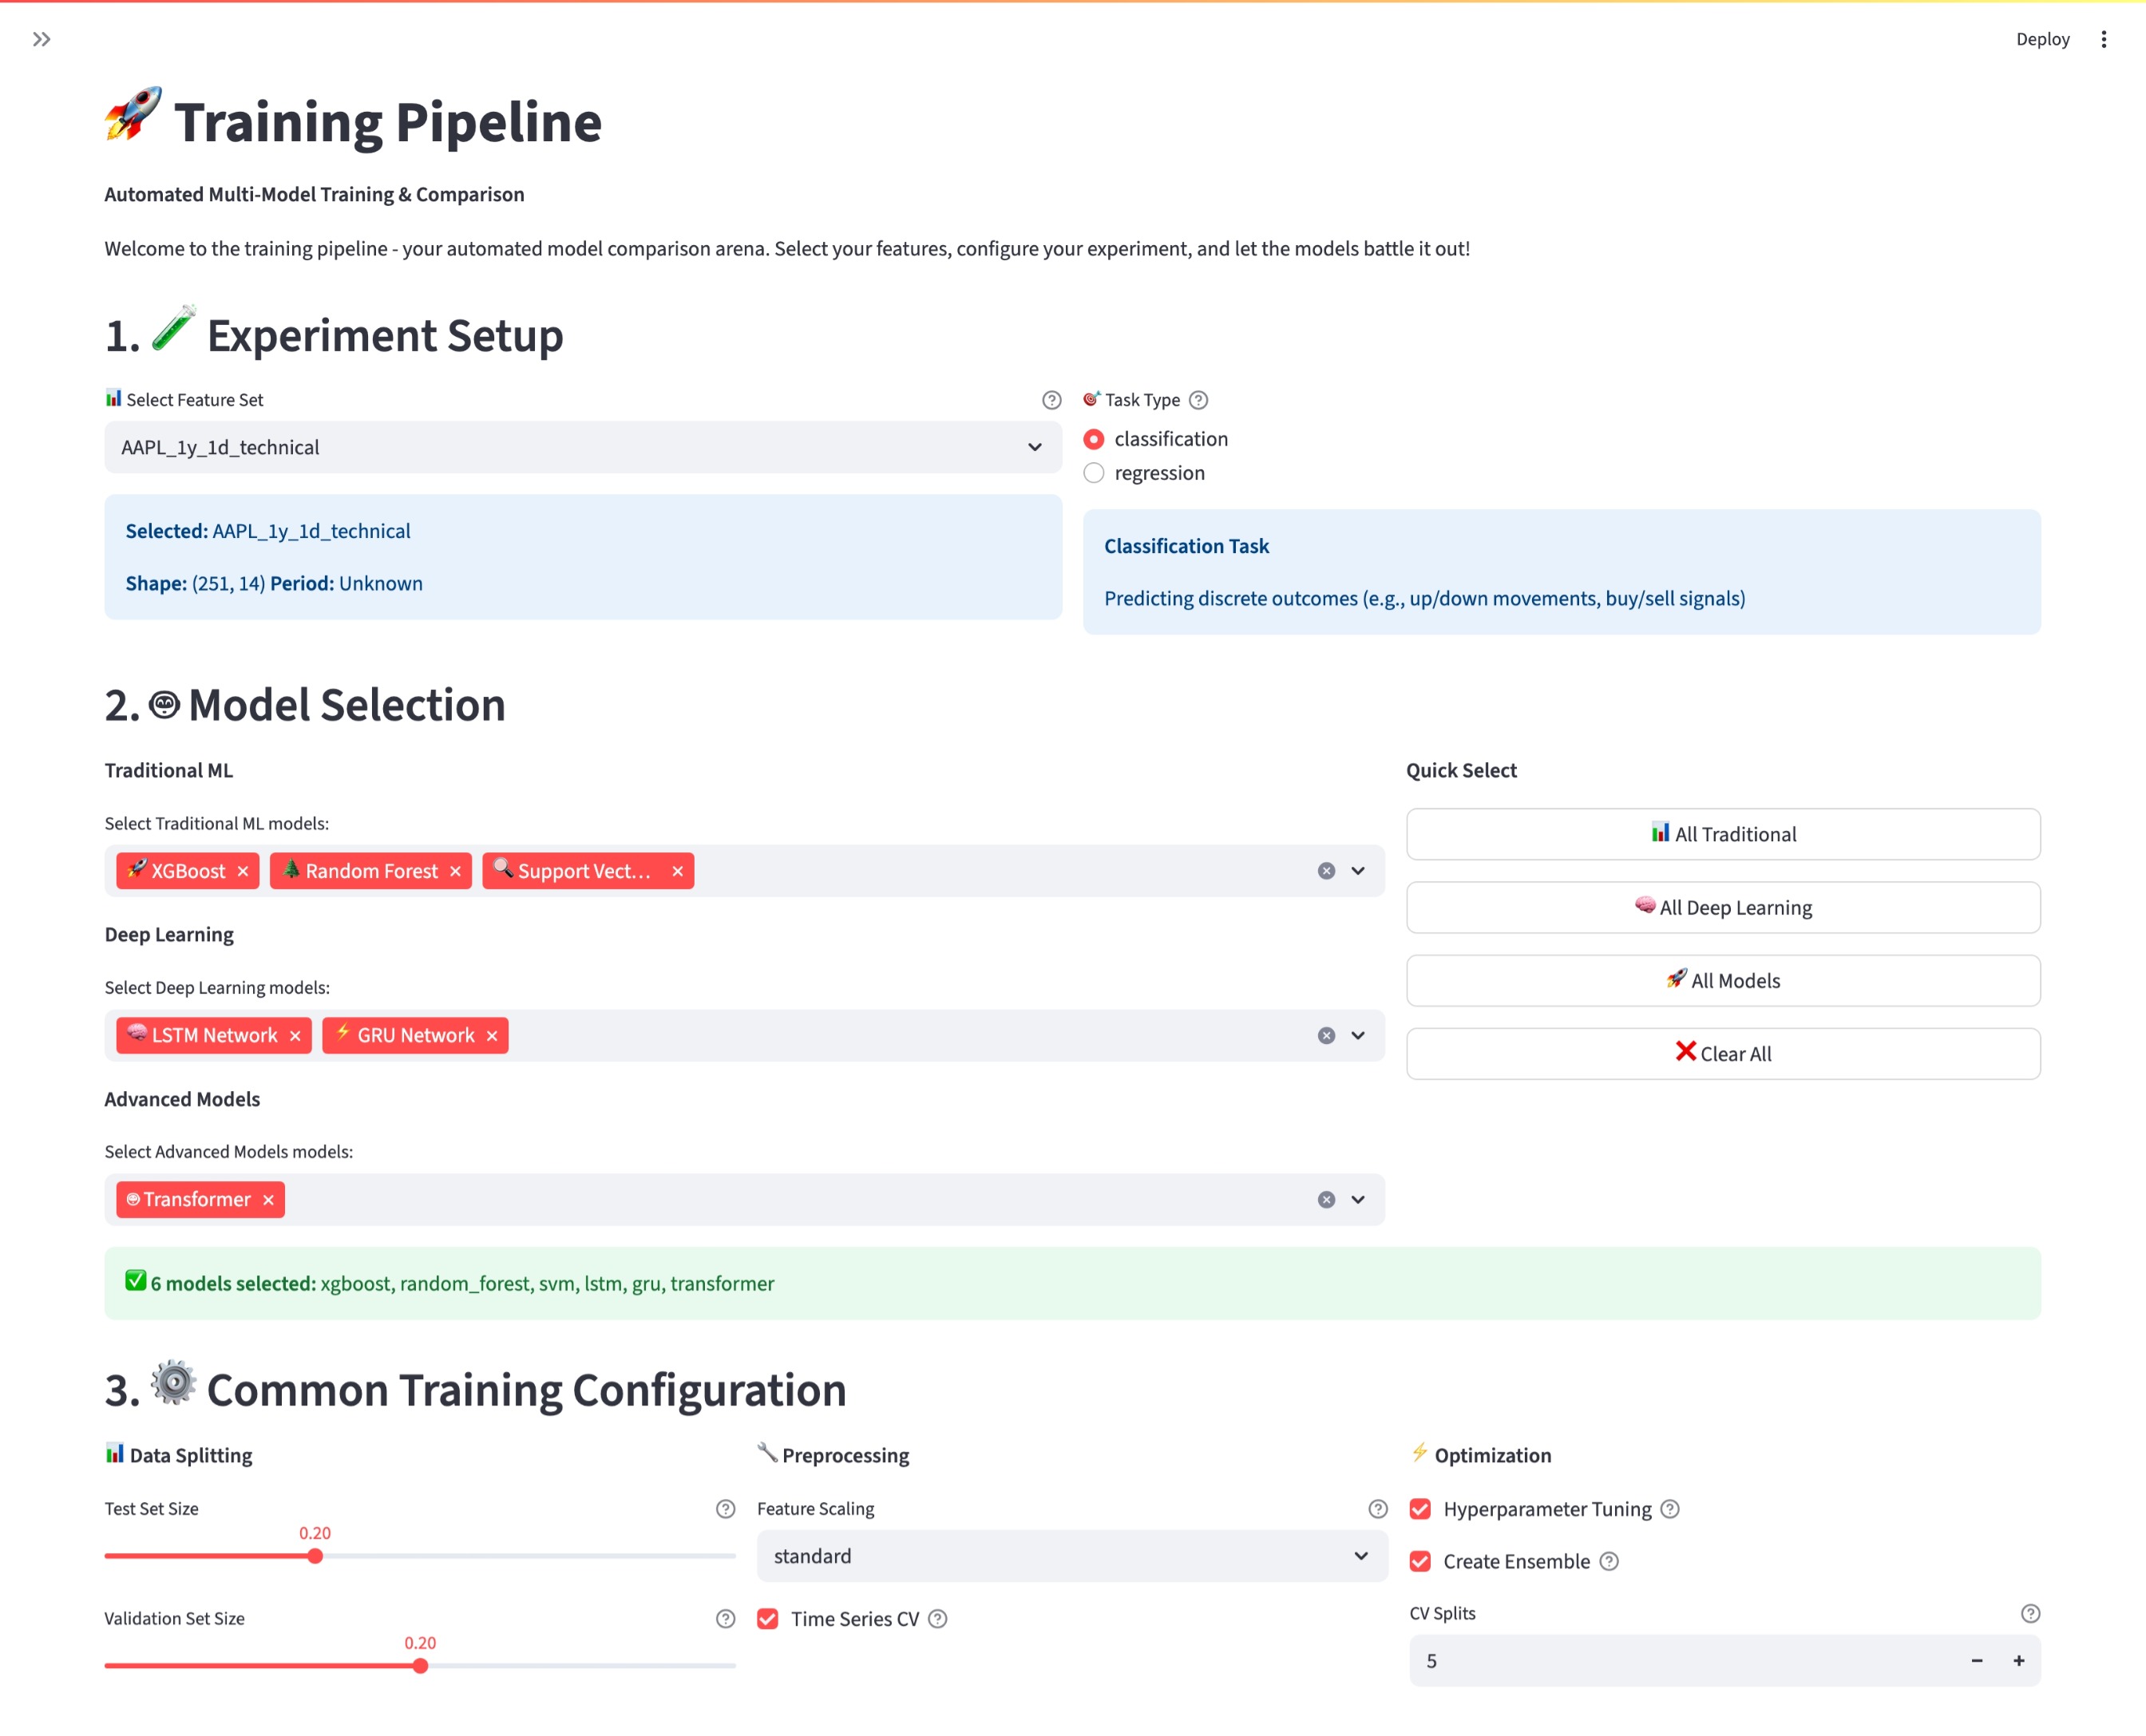 Deploy
🚀 Training Pipeline
Automated Multi-Model Training & Comparison
Welcome to the training pipeline - your automated model comparison arena. Select your features, configure your experiment, and let the models battle it out!
1. 🧪 Experiment Setup
📊 Select Feature Set
AAPL_1y_1d_technical
Selected: AAPL_1y_1d_technical
Shape: (251, 14) Period: Unknown
🎯 Task Type
classification
regression
Classification Task
Predicting discrete outcomes (e.g., up/down movements, buy/sell signals)
2. Model Selection
Traditional ML
Select Traditional ML models:
🚀 XGBoost
🌲 Random Forest
🔍 Support Vect...
Deep Learning
Select Deep Learning models:
🧠 LSTM Network
⚡ GRU Network
Advanced Models
Select Advanced Models models:
Transformer
Quick Select
📊 All Traditional
🧠 All Deep Learning
🚀 All Models
❌ Clear All
✅ 6 models selected: xgboost, random_forest, svm, lstm, gru, transformer
3. ⚙️ Common Training Configuration
📊 Data Splitting
Test Set Size
0.20
Validation Set Size
0.20
🔧 Preprocessing
Feature Scaling
standard
Time Series CV
⚡ Optimization
Hyperparameter Tuning
Create Ensemble
CV Splits
5